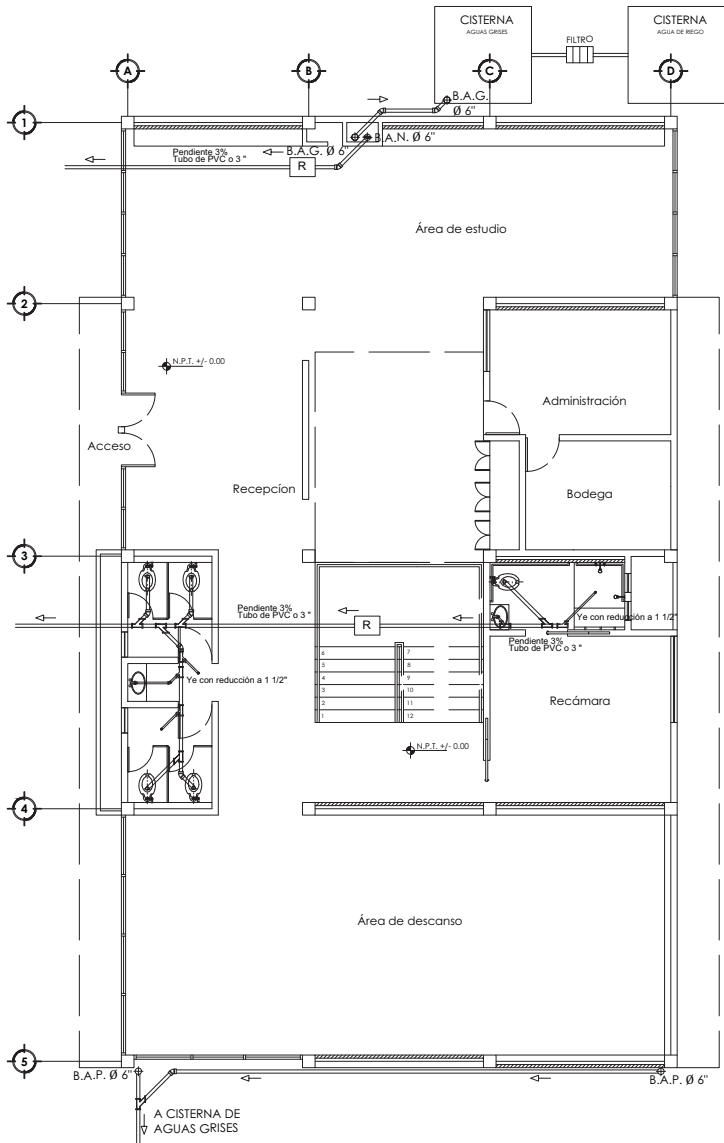 CISTERNA
AGUAS GRISES
CISTERNA
AGUA DE RIEGO
FILTRO
A
B
C
D
B.A.G.
Ø 6"
1
B.A.N. Ø 6"
B.A.G. Ø 6"
Pendiente 3%
Tubo de PVC o 3 "
R
Área de estudio
2
N.P.T. +/- 0.00
Administración
Acceso
Recepcíon
Bodega
3
Pendiente 3%
Tubo de PVC o 3 "
R
Ye con reducción a 1 1/2"
Pendiente 3%
Tubo de PVC o 3 "
6
7
5
8
4
9
3
10
2
11
1
12
Ye con reducción a 1 1/2"
Recámara
N.P.T. +/- 0.00
4
Área de descanso
5
B.A.P. Ø 6"
B.A.P. Ø 6"
A CISTERNA DE
AGUAS GRISES